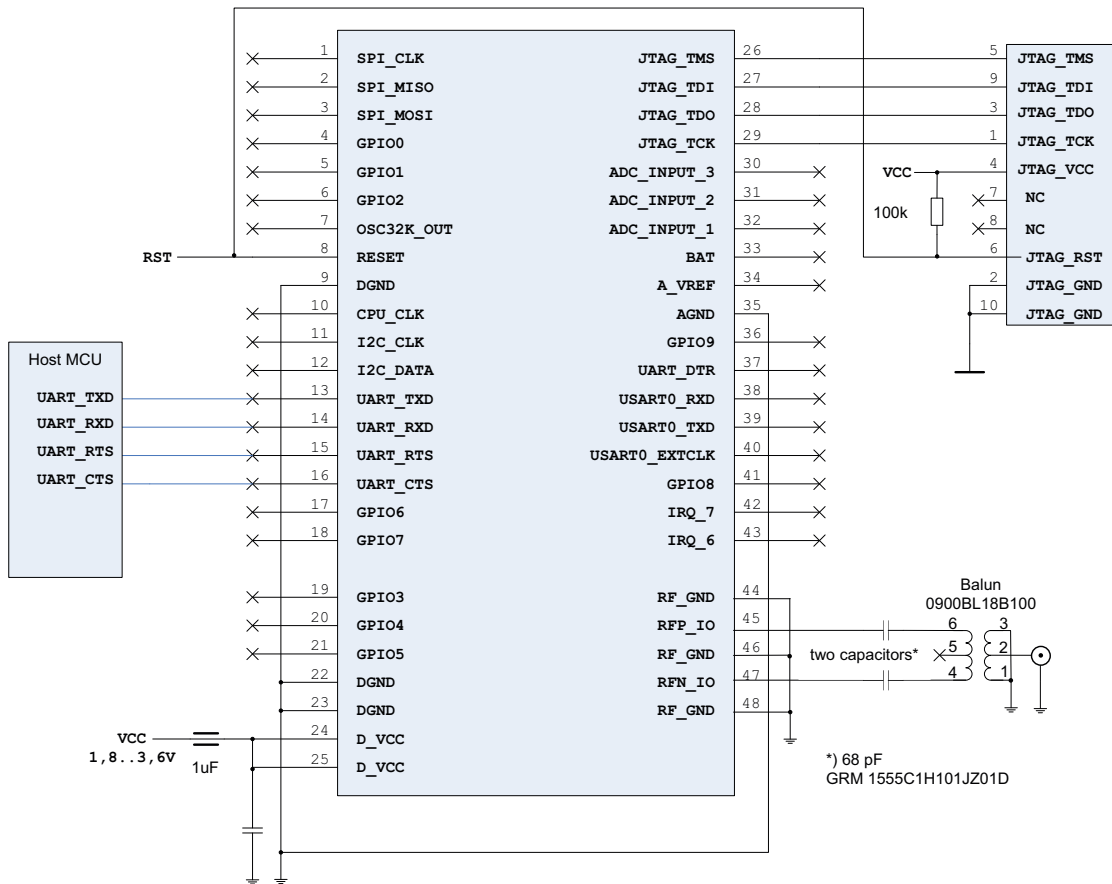 1 SPI_CLK
2 SPI_MISO
3 SPI_MOSI
4 GPIO0
5 GPIO1
6 GPIO2
7 OSC32K_OUT
RST 8 RESET
9 DGND
10 CPU_CLK
11 I2C_CLK
12 I2C_DATA
13 UART_TXD
14 UART_RXD
15 UART_RTS
16 UART_CTS
17 GPIO6
18 GPIO7
19 GPIO3
20 GPIO4
21 GPIO5
22 DGND
23 DGND
24 D_VCC
25 D_VCC
Host MCU
UART_TXD
UART_RXD
UART_RTS
UART_CTS
VCC
1,8..3,6V
1uF
JTAG_TMS 26
JTAG_TDI 27
JTAG_TDO 28
JTAG_TCK 29
ADC_INPUT_3 30
ADC_INPUT_2 31
ADC_INPUT_1 32
BAT 33
A_VREF 34
AGND 35
GPIO9 36
UART_DTR 37
USART0_RXD 38
USART0_TXD 39
USART0_EXTCLK 40
GPIO8 41
IRQ_7 42
IRQ_6 43
RF_GND 44
RFP_IO 45
RF_GND 46
RFN_IO 47
RF_GND 48
5 JTAG_TMS
9 JTAG_TDI
3 JTAG_TDO
1 JTAG_TCK
VCC 4 JTAG_VCC
7 NC
100k
8 NC
6 JTAG_RST
2 JTAG_GND
10 JTAG_GND
Balun
0900BL18B100
6 3
two capacitors* 5 2
4 1
*) 68 pF
GRM 1555C1H101JZ01D